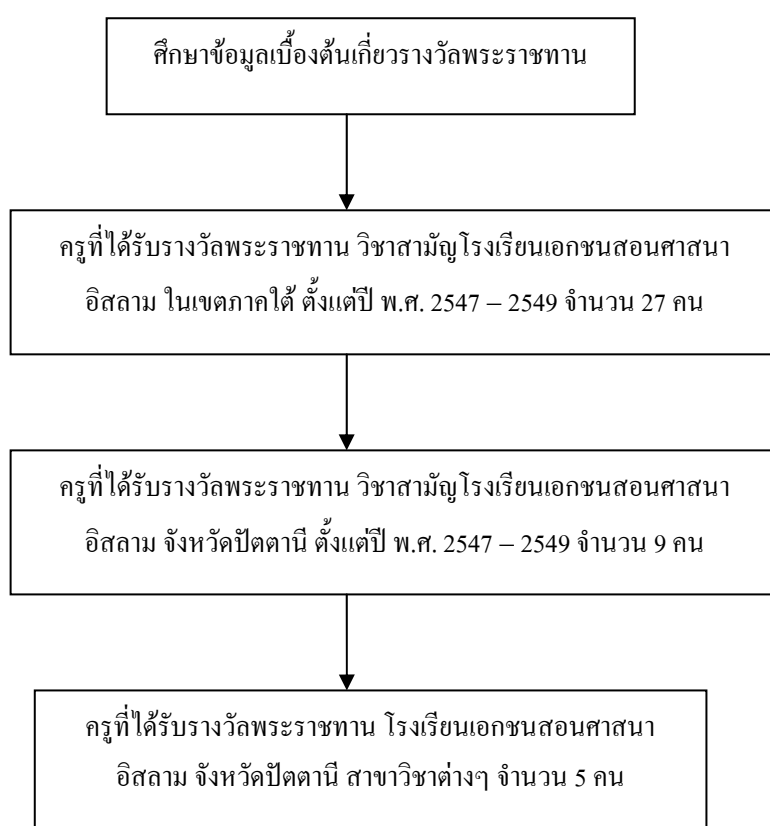 ศึกษาข้อมูลเบื้องต้นเกี่ยวรางวัลพระราชทาน
ครูที่ได้รับรางวัลพระราชทาน วิชาสามัญโรงเรียนเอกชนสอนศาสนา
อิสลาม ในเขตภาคใต้ ตั้งแต่ปี พ.ศ. 2547 – 2549 จำนวน 27 คน
ครูที่ได้รับรางวัลพระราชทาน วิชาสามัญโรงเรียนเอกชนสอนศาสนา
อิสลาม จังหวัดปัตตานี ตั้งแต่ปี พ.ศ. 2547 – 2549 จำนวน 9 คน
ครูที่ได้รับรางวัลพระราชทาน โรงเรียนเอกชนสอนศาสนา
อิสลาม จังหวัดปัตตานี สาขาวิชาต่างๆ จำนวน 5 คน